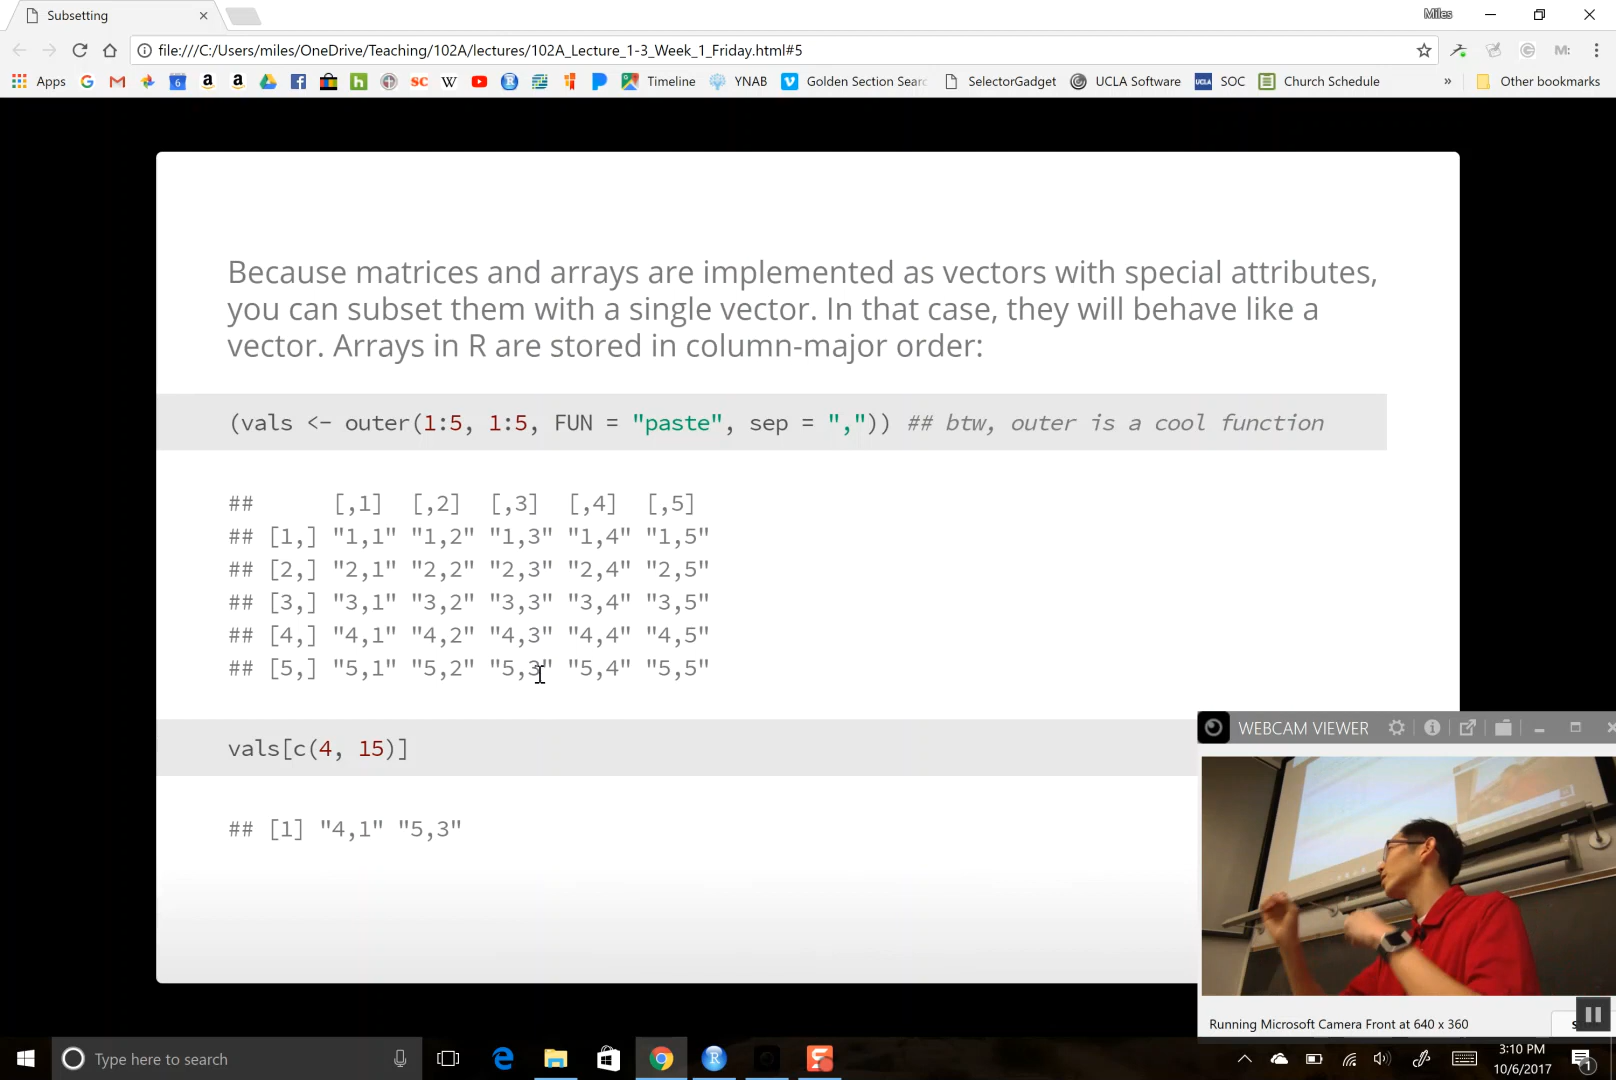 Subsetting
Miles
file:///C:/Users/miles/OneDrive/Teaching/102A/lectures/102A_Lecture_1-3_Week_1_Friday.html#5
M:
Apps
6
sc
W
Timeline
YNAB
Golden Section Searc
SelectorGadget
UCLA Software
UCLA
SOC
Church Schedule
»
Other bookmarks
Because matrices and arrays are implemented as vectors with special attributes,
you can subset them with a single vector. In that case, they will behave like a
vector. Arrays in R are stored in column-major order:
(vals <- outer(1:5, 1:5, FUN = "paste", sep = ",")) ## btw, outer is a cool function
## [,1] [,2] [,3] [,4] [,5]
## [1,] "1,1" "1,2" "1,3" "1,4" "1,5"
## [2,] "2,1" "2,2" "2,3" "2,4" "2,5"
## [3,] "3,1" "3,2" "3,3" "3,4" "3,5"
## [4,] "4,1" "4,2" "4,3" "4,4" "4,5"
## [5,] "5,1" "5,2" "5,3" "5,4" "5,5"
vals[c(4, 15)]
## [1] "4,1" "5,3"
WEBCAM VIEWER
Running Microsoft Camera Front at 640 x 360
Type here to search
3:10 PM
10/6/2017
1